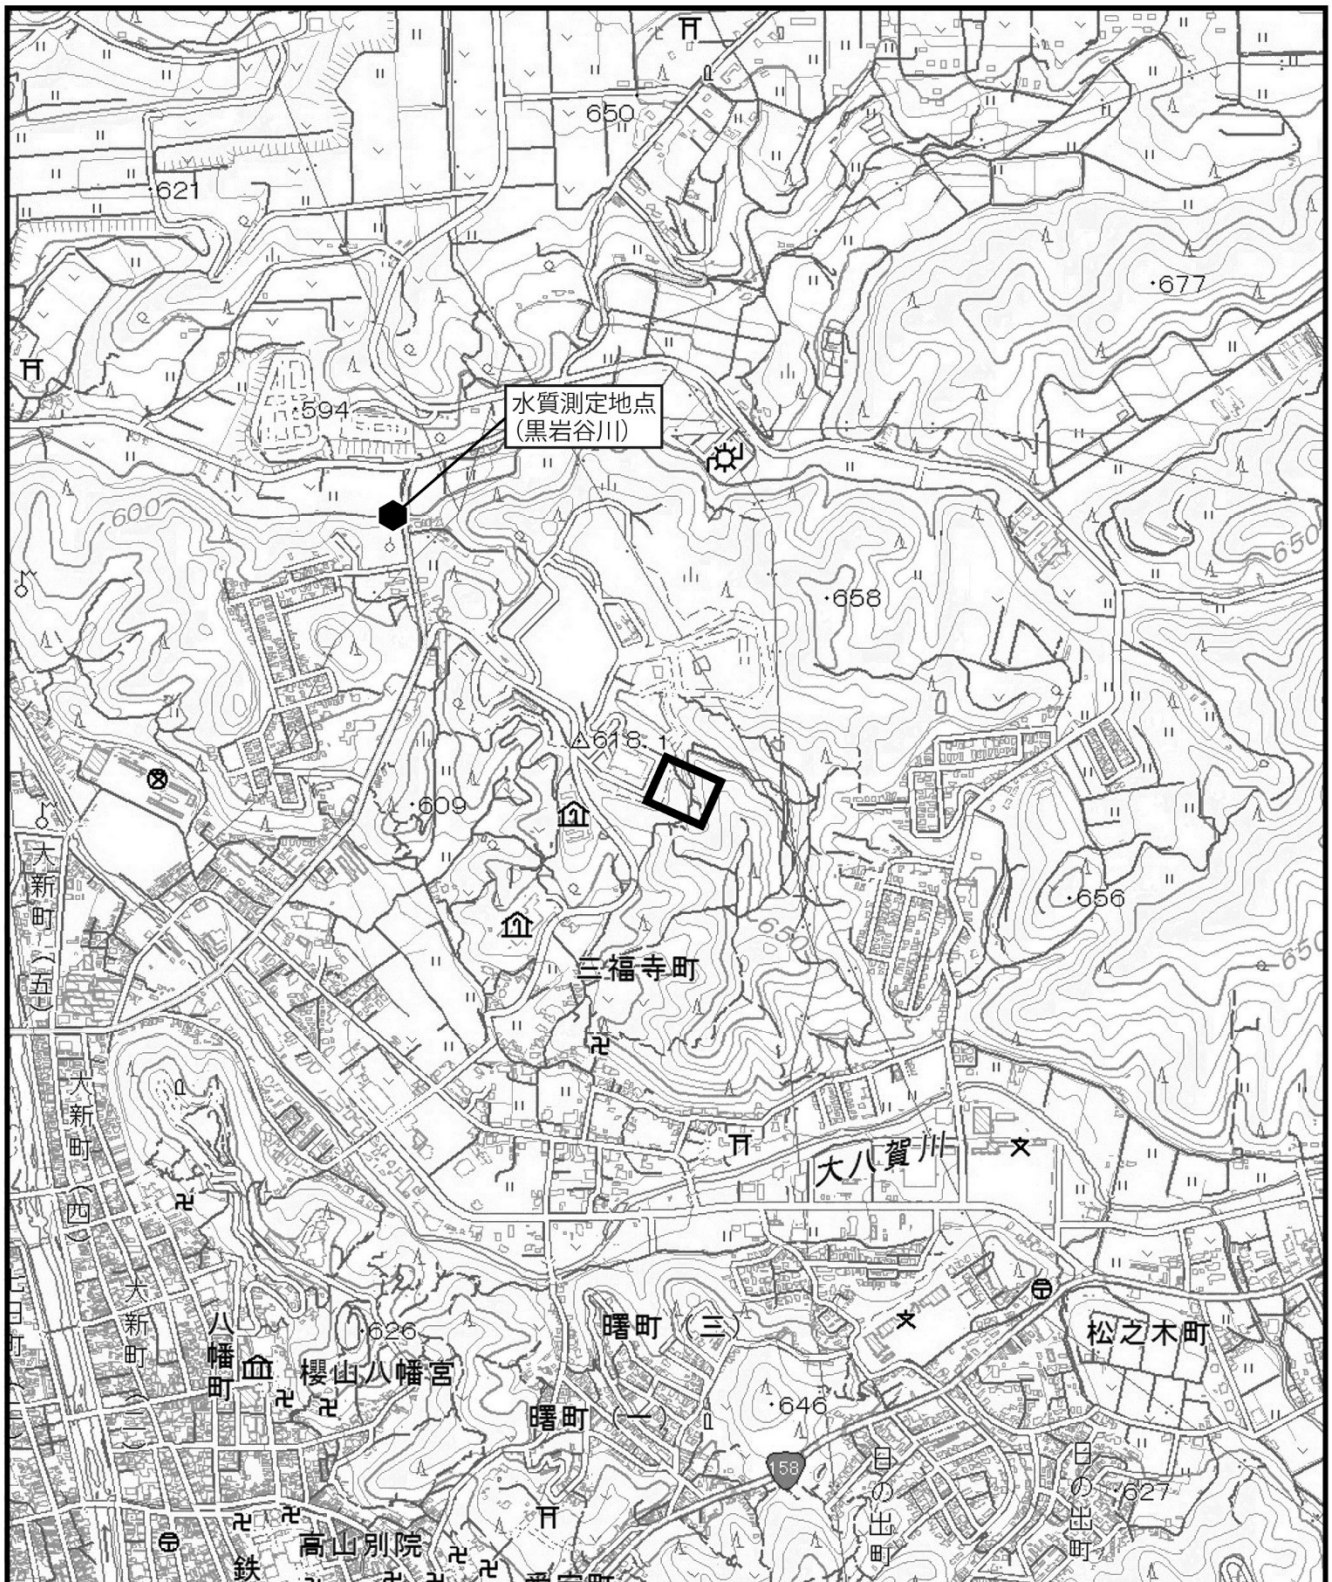 650
621
677
水質測定地点
(黒岩谷川)
594
600
650
658
618.1
609
大新町(五)
656
650
三福寺町
650
大新町(四)
大八賀川
大新町(三)
八幡町
626
櫻山八幡宮
曙町(三)
松之木町
曙町(一)
646
158
日の出町
日の出町
627
高山別院
鉄